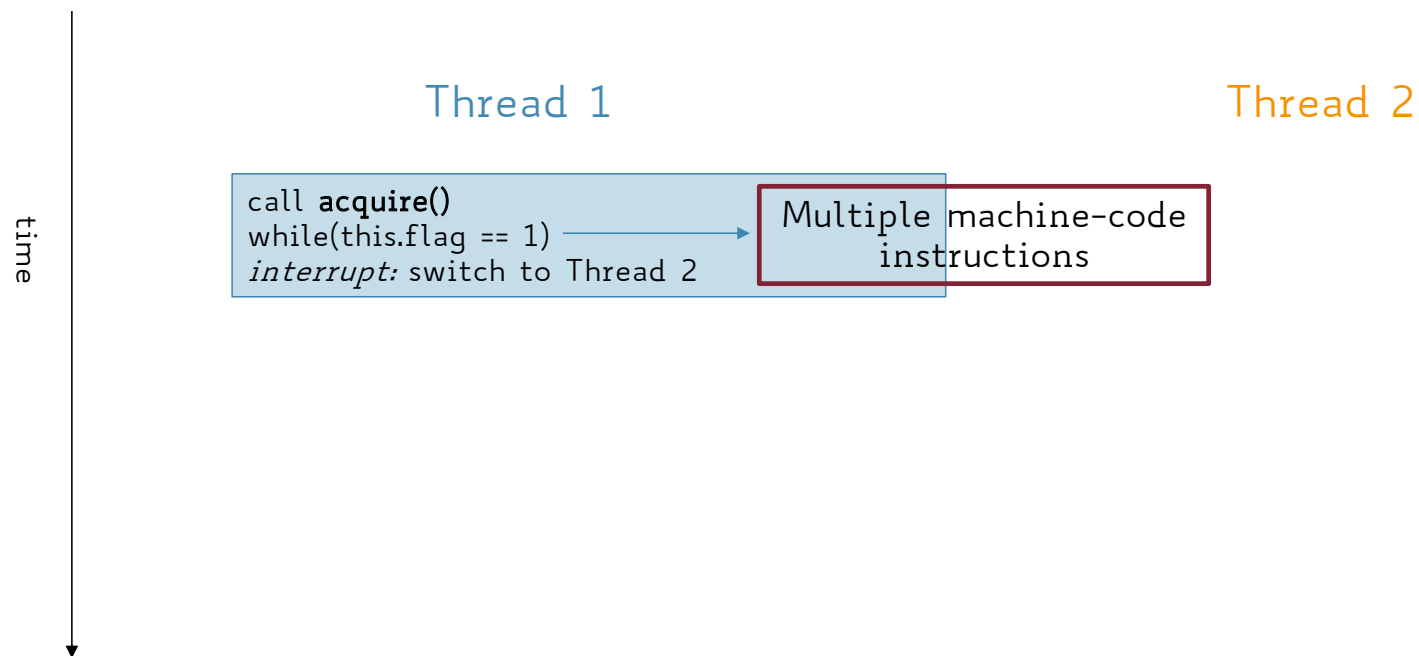 Thread 1
Thread 2
time
call acquire()
while(this.flag == 1)
interrupt: switch to Thread 2
Multiple machine-code
instructions